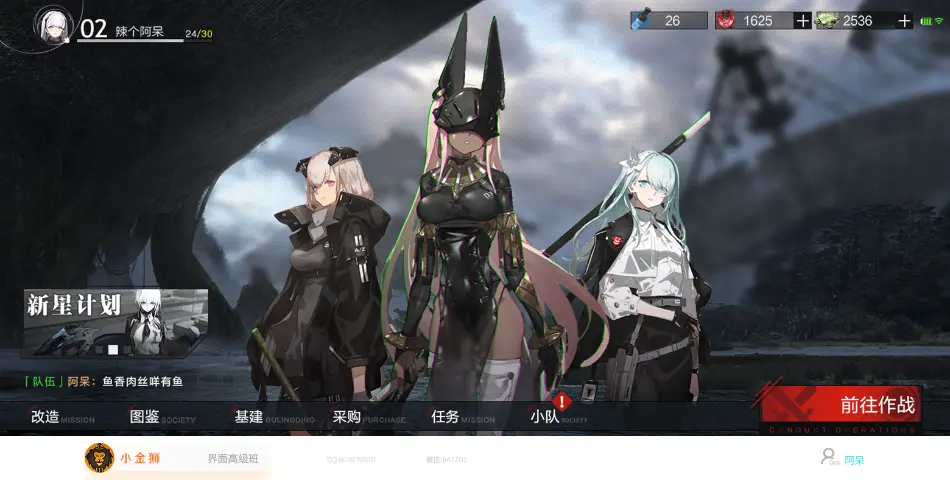 02 辣个阿呆 24/30
26 1625 + 2536 +
新星计划
「队伍」阿呆：鱼香肉丝咩有鱼
改造 MISSION 图鉴 SOCIETY 基建 BULINGDING 采购 PURCHASE 任务 MISSION 小队 SOCIETY
前往作战
CONDUCT OPERATIONS
小金狮 界面高级班 阿呆